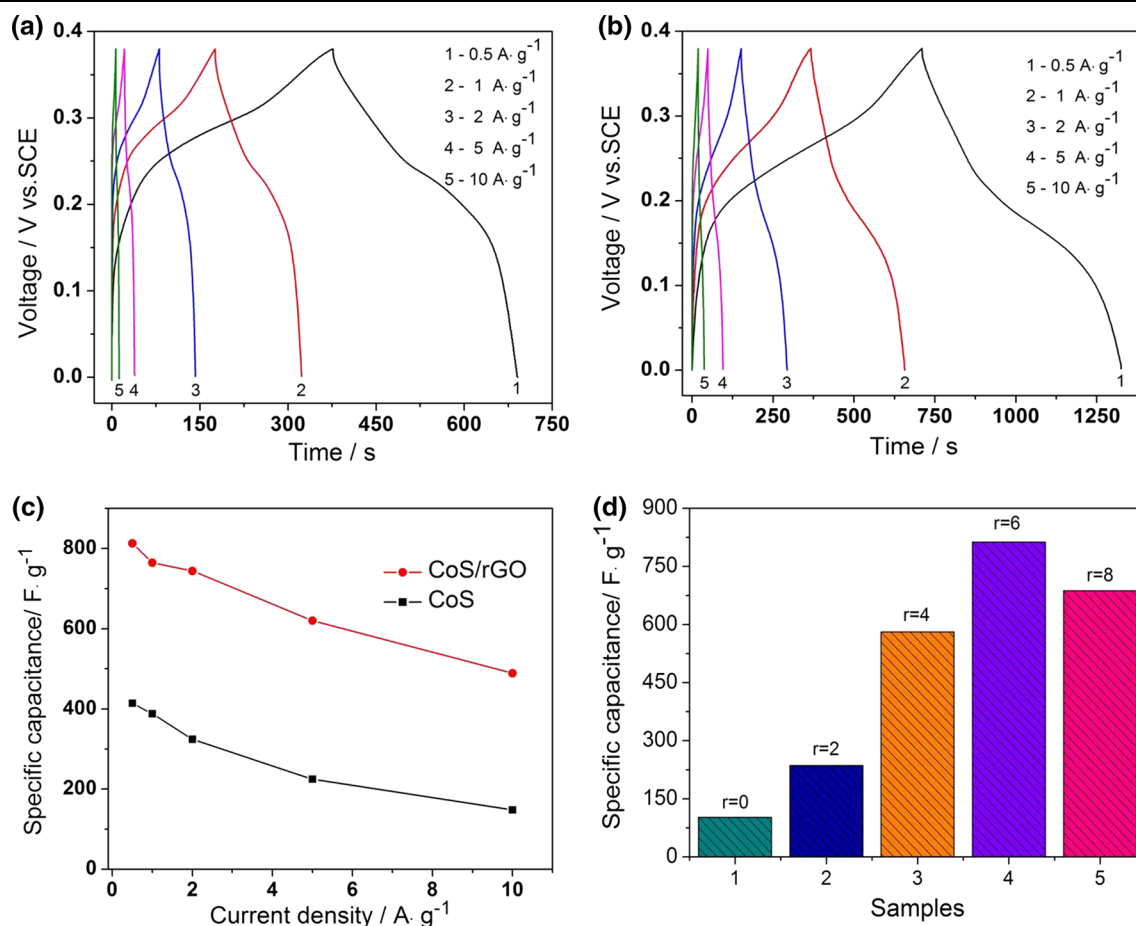 (a)
0.4
0.3
0.2
0.1
0.0
Voltage / V vs.SCE
1 - 0.5 A· g⁻¹
2 - 1 A· g⁻¹
3 - 2 A· g⁻¹
4 - 5 A· g⁻¹
5 - 10 A· g⁻¹
5 4 3 2 1
0 150 300 450 600 750
Time / s
(b)
0.4
0.3
0.2
0.1
0.0
Voltage / V vs.SCE
1 - 0.5 A· g⁻¹
2 - 1 A· g⁻¹
3 - 2 A· g⁻¹
4 - 5 A· g⁻¹
5 - 10 A· g⁻¹
5 4 3 2 1
0 250 500 750 1000 1250
Time / s
(c)
800
600
400
200
0
Specific capacitance/ F· g⁻¹
CoS/rGO
CoS
0 2 4 6 8 10
Current density / A· g⁻¹
(d)
900
750
600
450
300
150
0
Specific capacitance/ F· g⁻¹
r=0
r=2
r=4
r=6
r=8
1 2 3 4 5
Samples